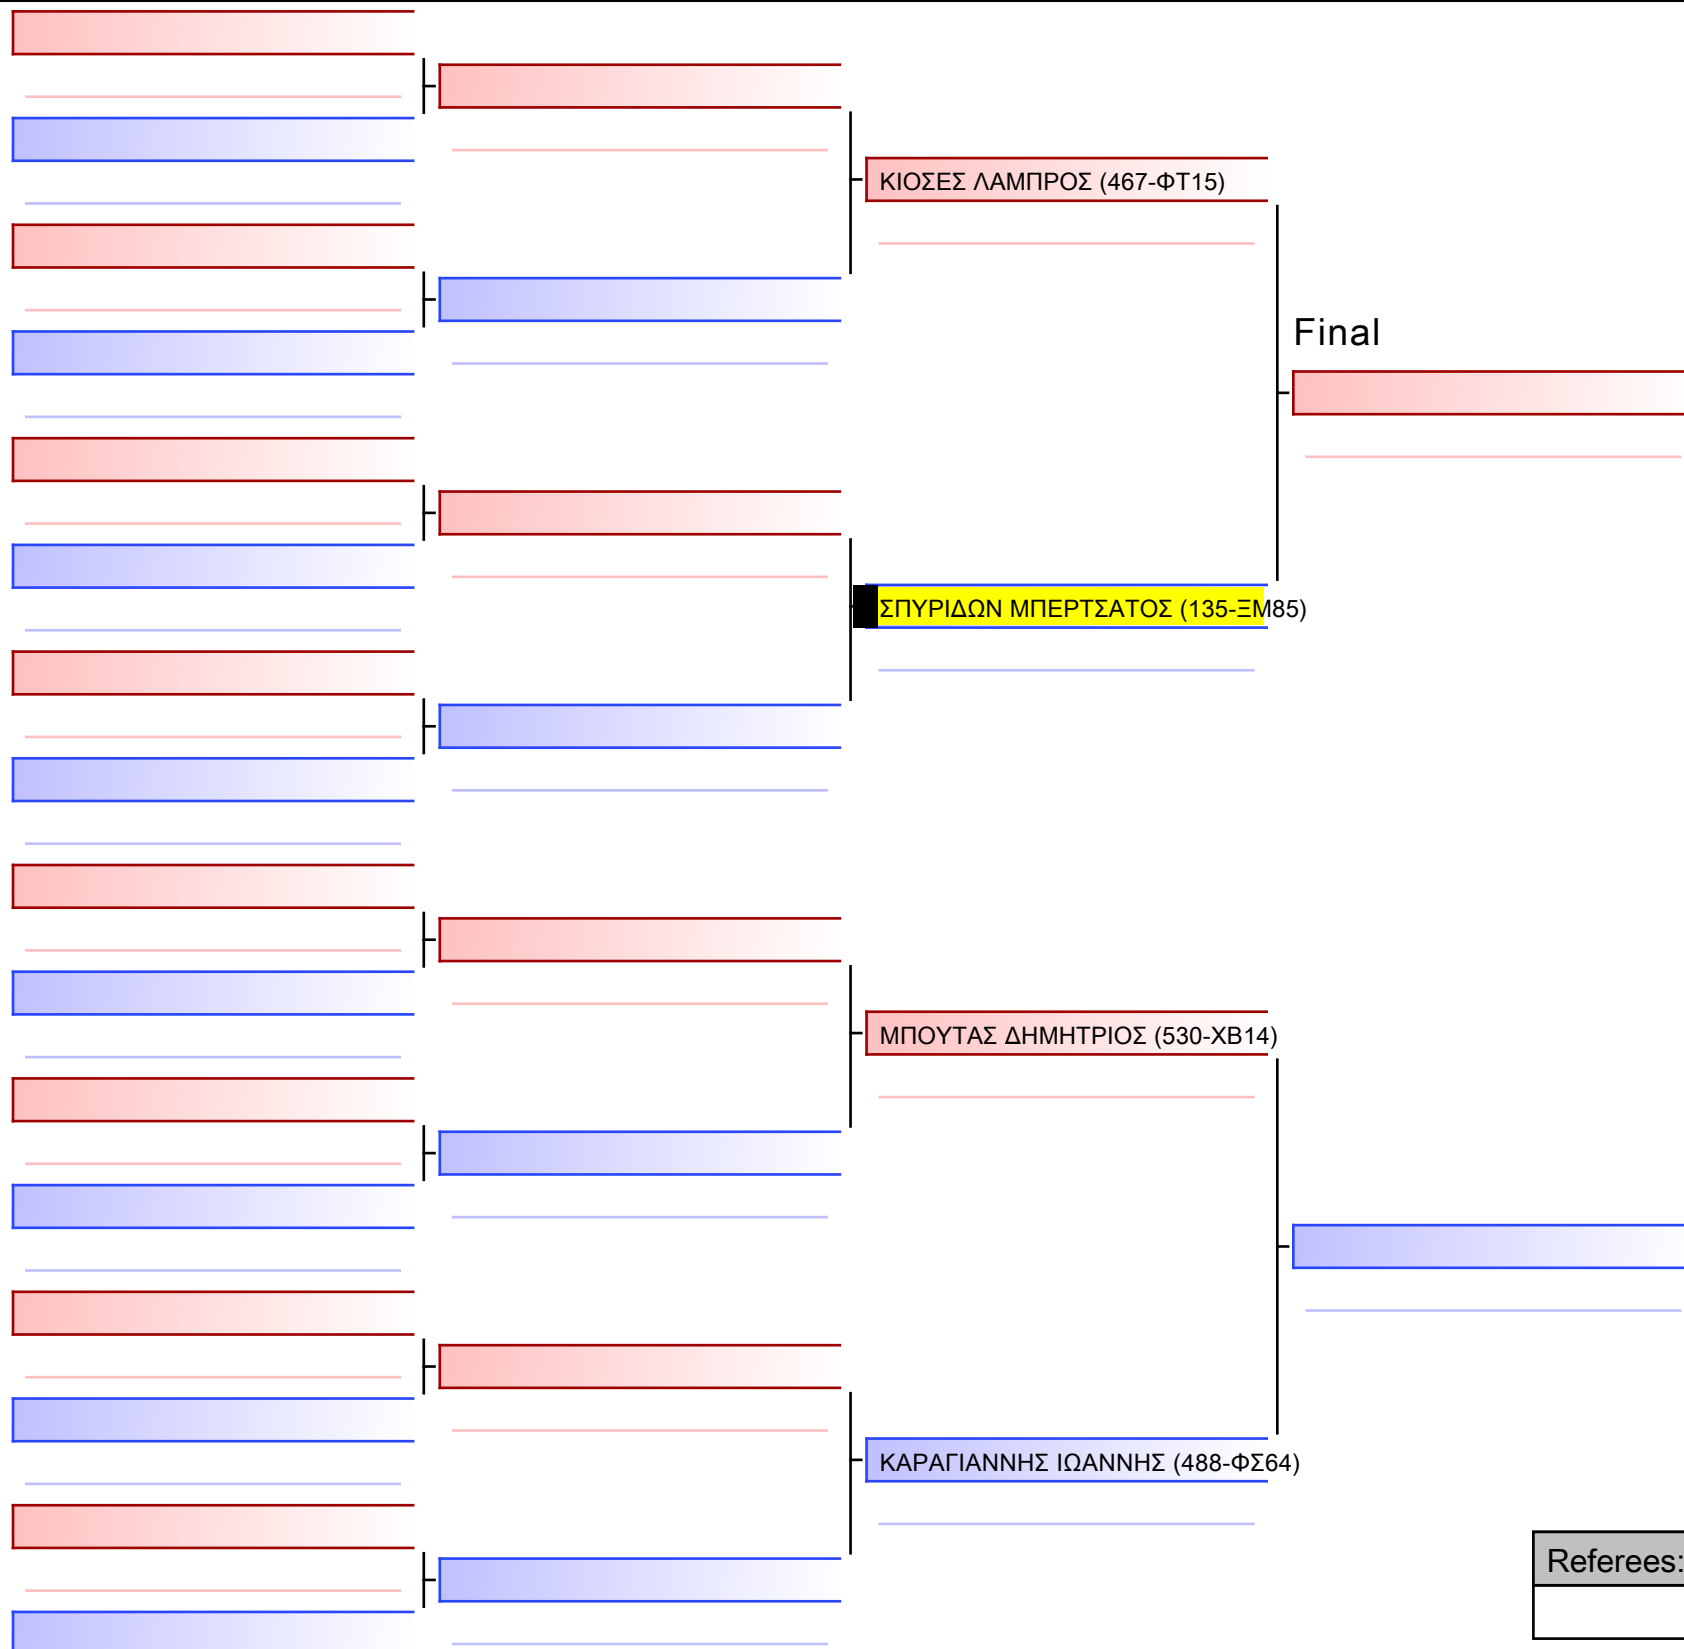 ΚΙΟΣΕΣ ΛΑΜΠΡΟΣ (467-ΦΤ15)
Final
ΣΠΥΡΙΔΩΝ ΜΠΕΡΤΣΑΤΟΣ (135-ΞΜ85)
ΜΠΟΥΤΑΣ ΔΗΜΗΤΡΙΟΣ (530-ΧΒ14)
ΚΑΡΑΓΙΑΝΝΗΣ ΙΩΑΝΝΗΣ (488-ΦΣ64)
Referees: